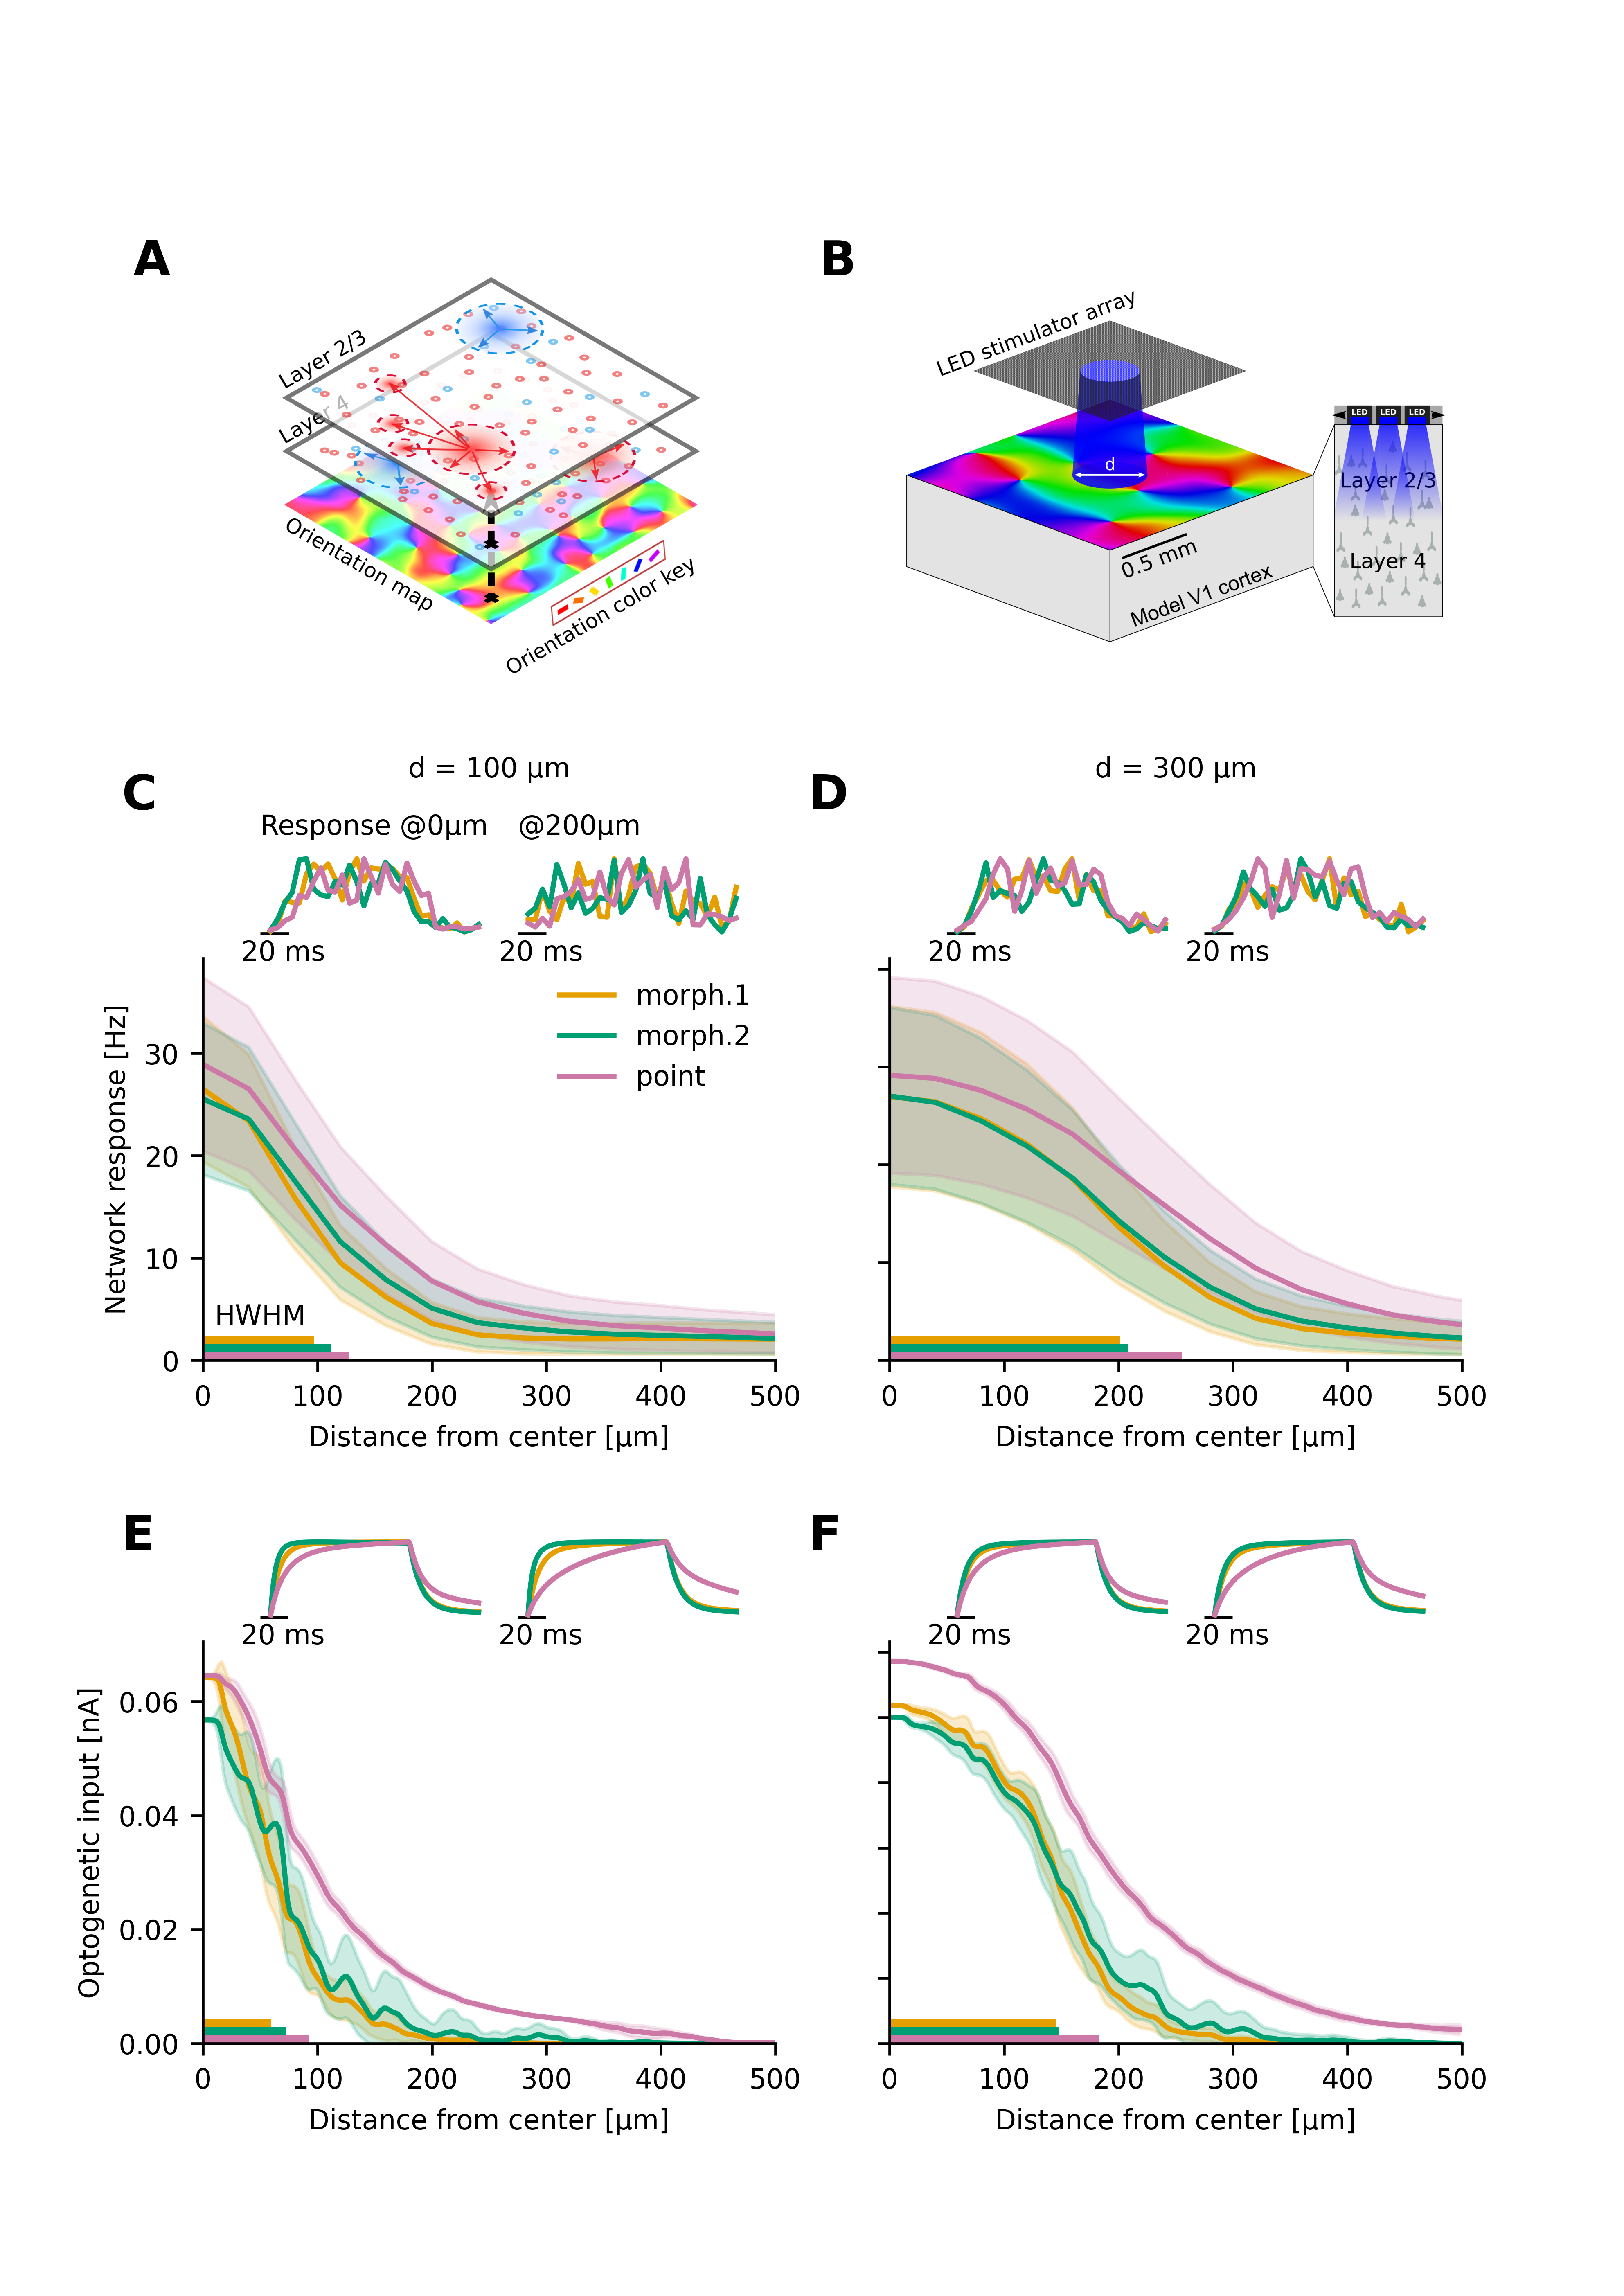 A
B
Layer 2/3
Layer 4
Orientation map
Orientation color key
LED stimulator array
d
0.5 mm
Model V1 cortex
LED LED LED
Layer 2/3
Layer 4
d = 100 µm
d = 300 µm
C
D
Response @0µm @200µm
20 ms 20 ms
20 ms 20 ms
Network response [Hz]
30
20
10
0
morph.1
morph.2
point
HWHM
0 100 200 300 400 500
Distance from center [µm]
0 100 200 300 400 500
Distance from center [µm]
E
F
20 ms 20 ms
20 ms 20 ms
Optogenetic input [nA]
0.06
0.04
0.02
0.00
0 100 200 300 400 500
Distance from center [µm]
0 100 200 300 400 500
Distance from center [µm]